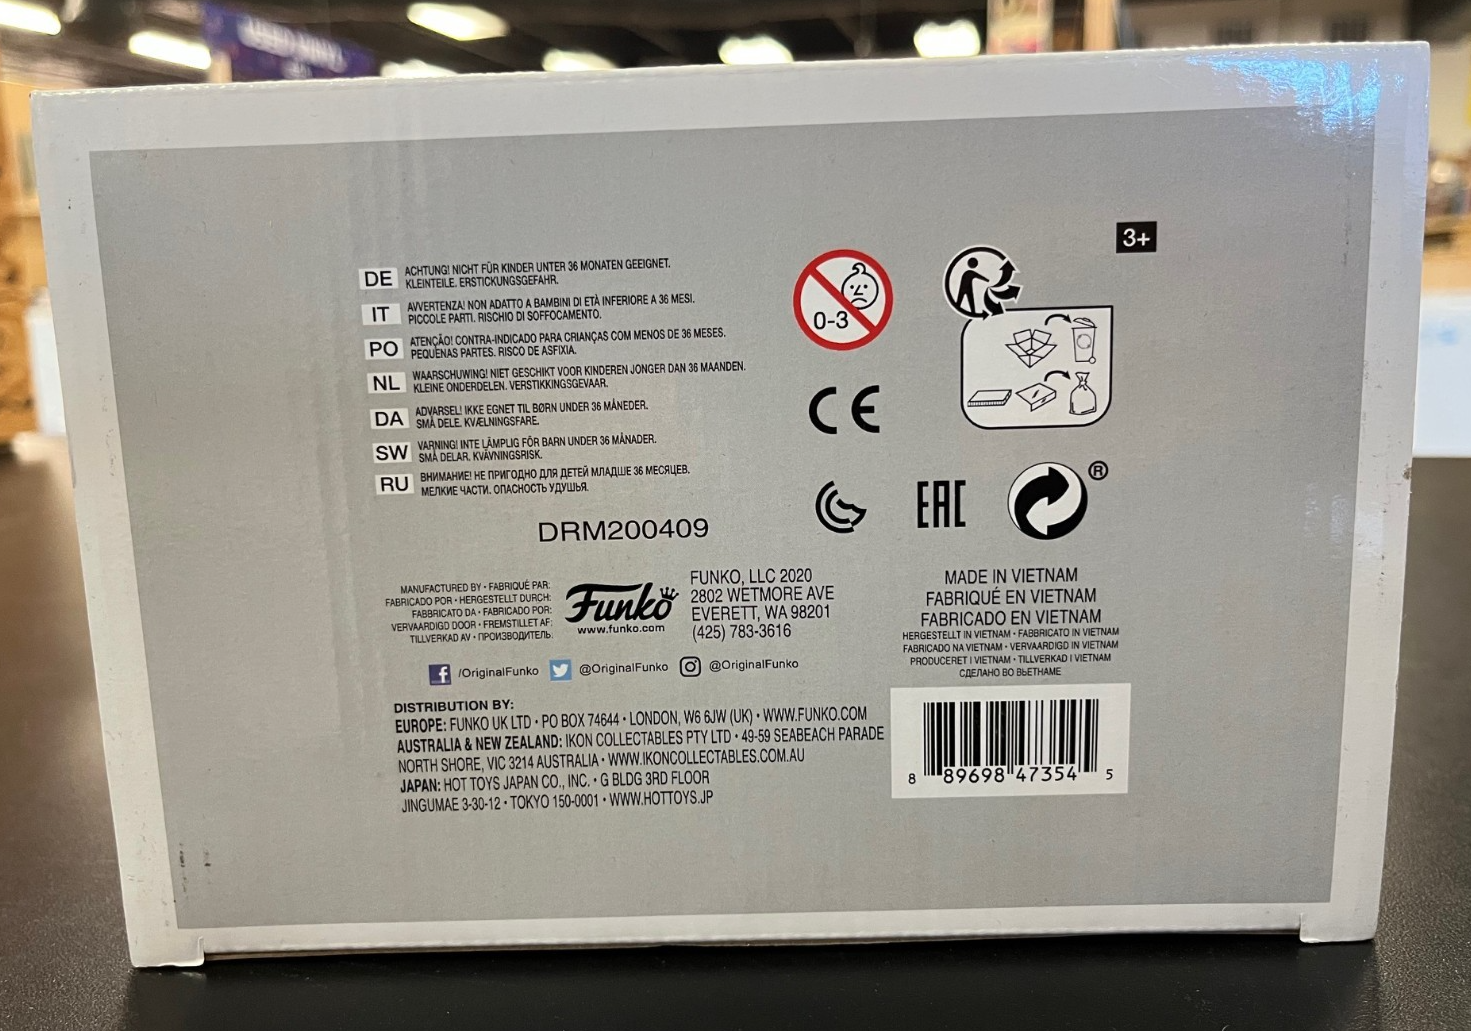 3+
DE ACHTUNG! NICHT FÜR KINDER UNTER 36 MONATEN GEEIGNET.
KLEINTEILE. ERSTICKUNGSGEFAHR.
IT AVVERTENZA! NON ADATTO A BAMBINI DI ETÀ INFERIORE A 36 MESI.
PICCOLE PARTI. RISCHIO DI SOFFOCAMENTO.
PO ATENÇÃO! CONTRA-INDICADO PARA CRIANÇAS COM MENOS DE 36 MESES.
PEQUENAS PARTES. RISCO DE ASFIXIA.
NL WAARSCHUWING! NIET GESCHIKT VOOR KINDEREN JONGER DAN 36 MAANDEN.
KLEINE ONDERDELEN. VERSTIKKINGSGEVAAR.
DA ADVARSEL! IKKE EGNET TIL BØRN UNDER 36 MÅNEDER.
SMÅ DELE. KVÆLNINGSFARE.
SW VARNING! INTE LÄMPLIG FÖR BARN UNDER 36 MÅNADER.
SMÅ DELAR. KVÄVNINGSRISK.
RU ВНИМАНИЕ! НЕ ПРИГОДНО ДЛЯ ДЕТЕЙ МЛАДШЕ 36 МЕСЯЦЕВ.
МЕЛКИЕ ЧАСТИ. ОПАСНОСТЬ УДУШЬЯ.
0-3
CE
EAC
®
DRM200409
MANUFACTURED BY • FABRIQUÉ PAR:
FABRICADO POR • HERGESTELLT DURCH:
FABBRICATO DA • FABRICADO POR:
VERVAARDIGD DOOR • FREMSTILLET AF:
TILLVERKAD AV • ПРОИЗВОДИТЕЛЬ:
Funko
www.funko.com
FUNKO, LLC 2020
2802 WETMORE AVE
EVERETT, WA 98201
(425) 783-3616
MADE IN VIETNAM
FABRIQUÉ EN VIETNAM
FABRICADO EN VIETNAM
HERGESTELLT IN VIETNAM • FABBRICATO IN VIETNAM
FABRICADO NA VIETNAM • VERVAARDIGD IN VIETNAM
PRODUCERET I VIETNAM • TILLVERKAD I VIETNAM
СДЕЛАНО ВО ВЬЕТНАМЕ
f /OriginalFunko @OriginalFunko @OriginalFunko
DISTRIBUTION BY:
EUROPE: FUNKO UK LTD • PO BOX 74644 • LONDON, W6 6JW (UK) • WWW.FUNKO.COM
AUSTRALIA & NEW ZEALAND: IKON COLLECTABLES PTY LTD • 49-59 SEABEACH PARADE
NORTH SHORE, VIC 3214 AUSTRALIA • WWW.IKONCOLLECTABLES.COM.AU
JAPAN: HOT TOYS JAPAN CO., INC. • G BLDG 3RD FLOOR
JINGUMAE 3-30-12 • TOKYO 150-0001 • WWW.HOTTOYS.JP
8 89698 47354 5